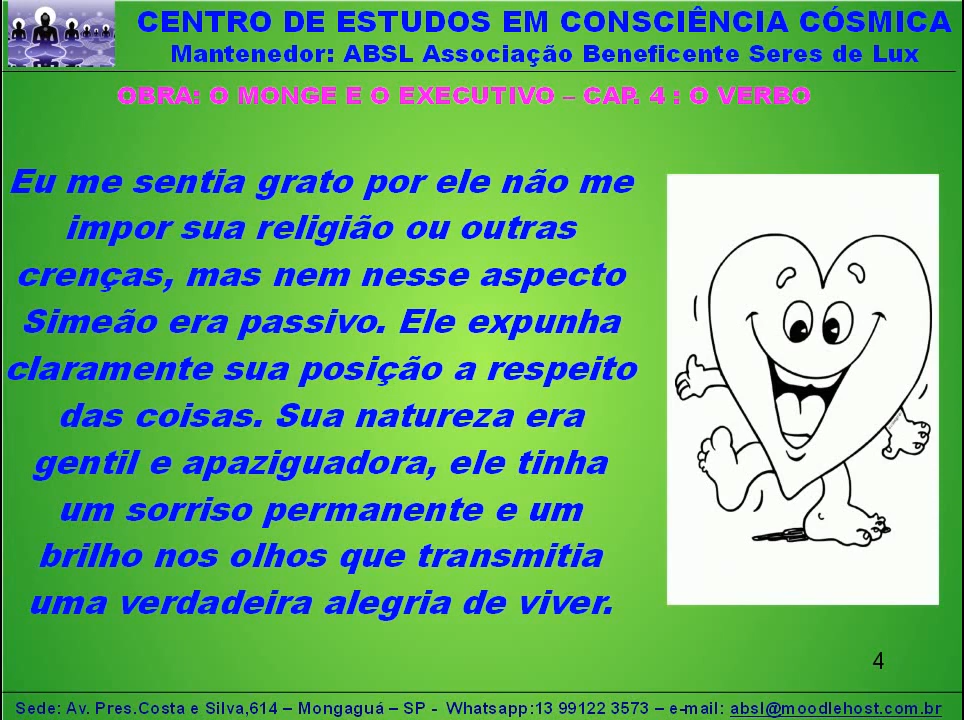 CENTRO DE ESTUDOS EM CONSCIÊNCIA CÓSMICA
Mantenedor: ABSL Associação Beneficente Seres de Lux
OBRA: O MONGE E O EXECUTIVO – CAP. 4 : O VERBO
Eu me sentia grato por ele não me
impor sua religião ou outras
crenças, mas nem nesse aspecto
Simeão era passivo. Ele expunha
claramente sua posição a respeito
das coisas. Sua natureza era
gentil e apaziguadora, ele tinha
um sorriso permanente e um
brilho nos olhos que transmitia
uma verdadeira alegria de viver.
4
Sede: Av. Pres.Costa e Silva,614 – Mongaguá – SP - Whatsapp:13 99122 3573 – e-mail: absl@moodlehost.com.br